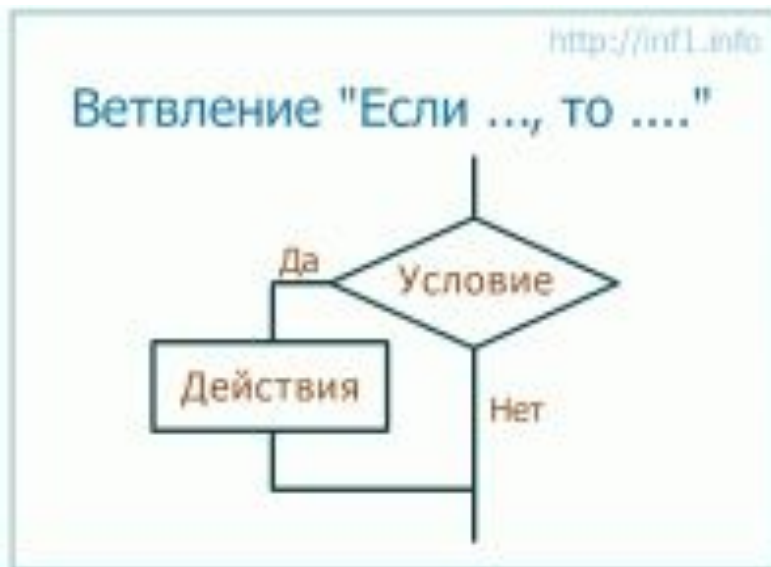 http://inf1.info
Ветвление "Если ..., то ...."
Да
Условие
Действия
Нет